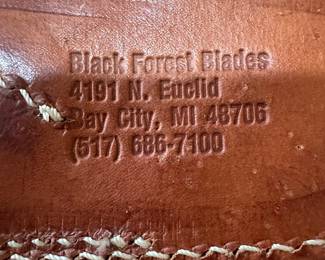 Black Forest Blades
4191 N. Euclid
Bay City, MI 48706
(517) 686-7100